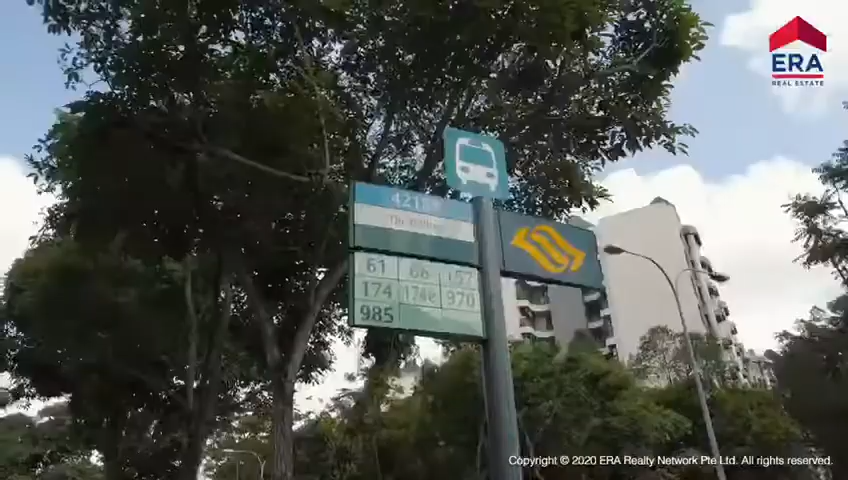 ERA
REAL ESTATE
61 66 157
174 174e 970
985
Copyright © 2020 ERA Realty Network Pte Ltd. All rights reserved.